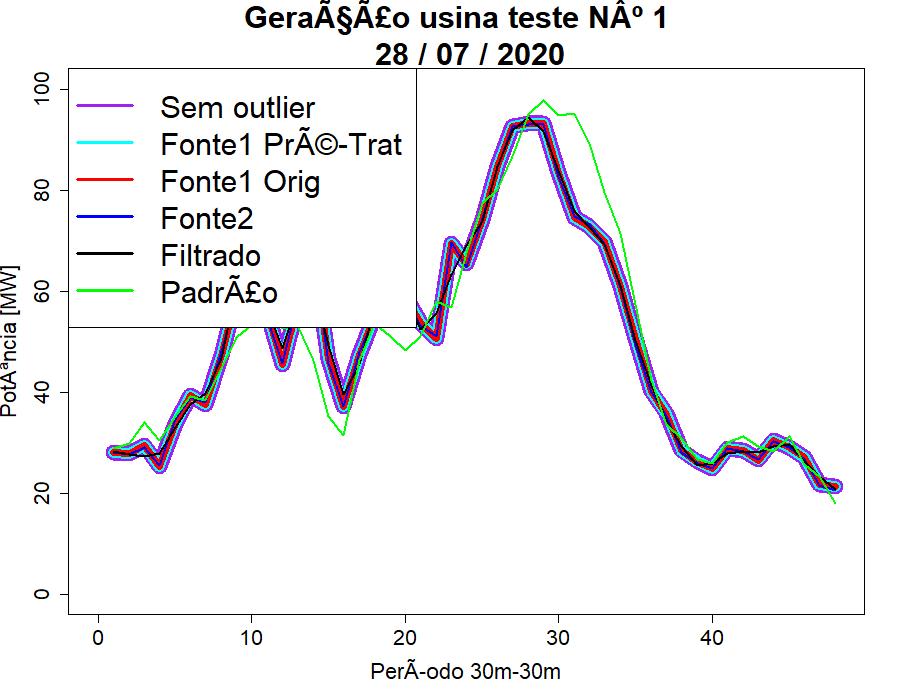 GeraÃ§Ã£o usina teste NÂº 1
28 / 07 / 2020
Sem outlier
Fonte1 PrÃ©-Trat
Fonte1 Orig
Fonte2
Filtrado
PadrÃ£o
PotÃªncia [MW]
100
80
60
40
20
0
0 10 20 30 40
PerÃ-odo 30m-30m